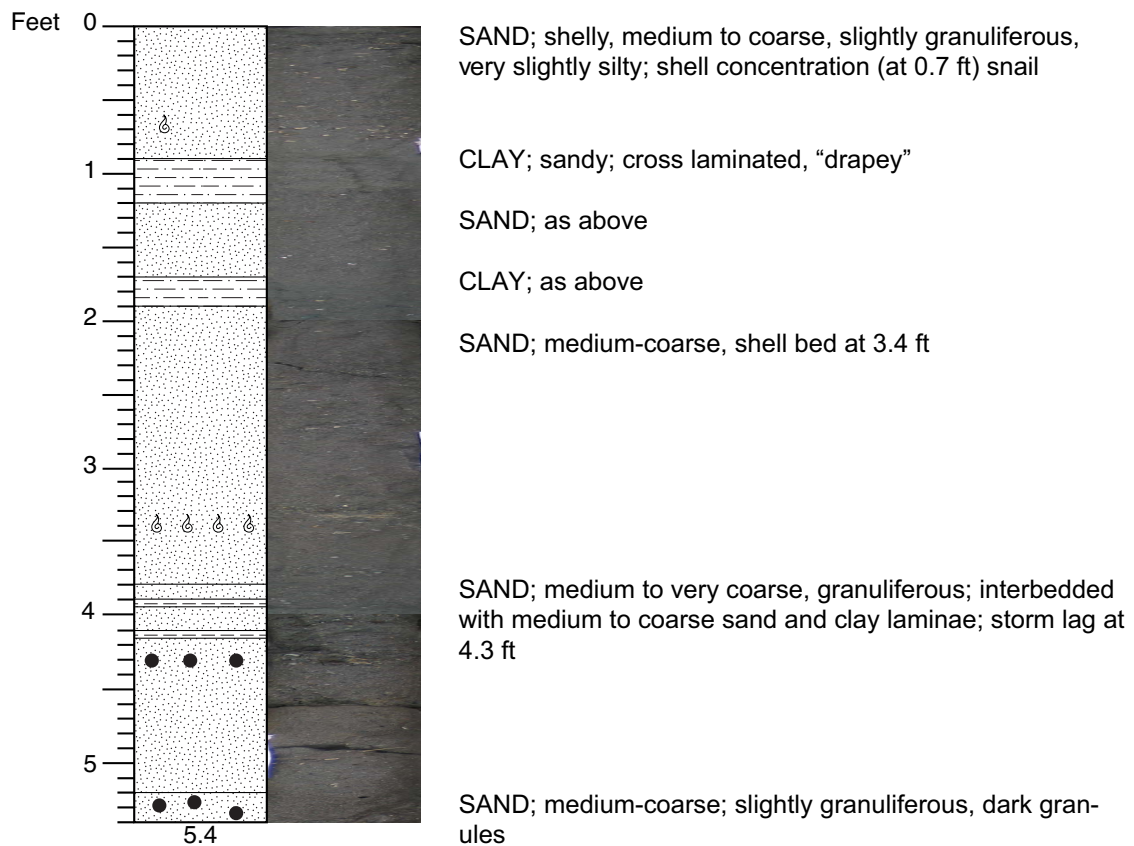 Feet 0
SAND; shelly, medium to coarse, slightly granuliferous,
very slightly silty; shell concentration (at 0.7 ft) snail
1
CLAY; sandy; cross laminated, “drapey”
SAND; as above
CLAY; as above
2
SAND; medium-coarse, shell bed at 3.4 ft
3
SAND; medium to very coarse, granuliferous; interbedded
with medium to coarse sand and clay laminae; storm lag at
4.3 ft
4
5
SAND; medium-coarse; slightly granuliferous, dark gran-
ules
5.4